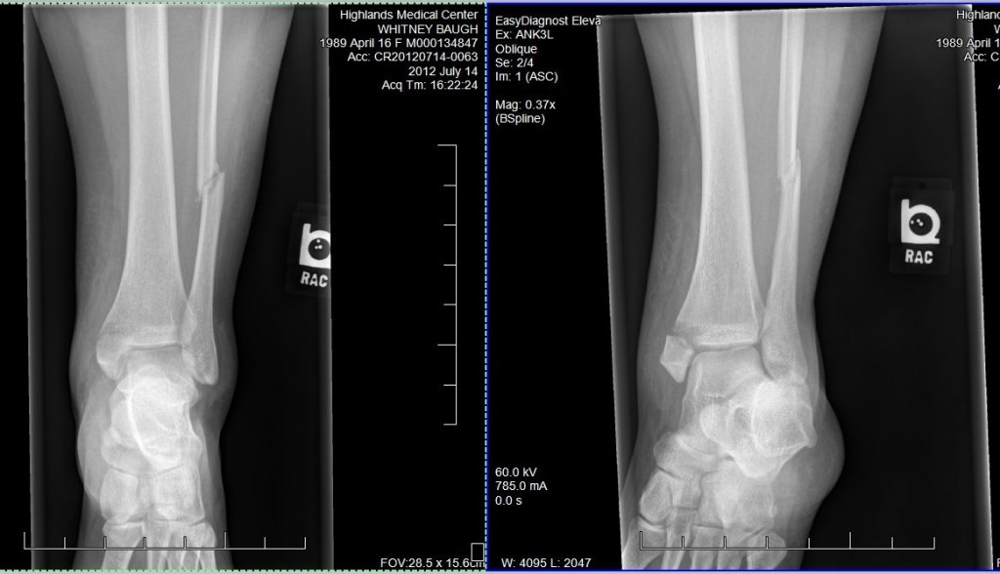 Highlands Medical Center
WHITNEY BAUGH
1989 April 16 F M000134847
Acc: CR20120714-0063
2012 July 14
Acq Tm: 16:22:24
RAC
FOV:28.5 x 15.6cm
EasyDiagnost Eleva
Ex: ANK3L
Oblique
Se: 2/4
Im: 1 (ASC)
Mag: 0.37x
(BSpline)
Highland
1989 April 1
Acc: C
RAC
60.0 kV
785.0 mA
0.0 s
W: 4095 L: 2047